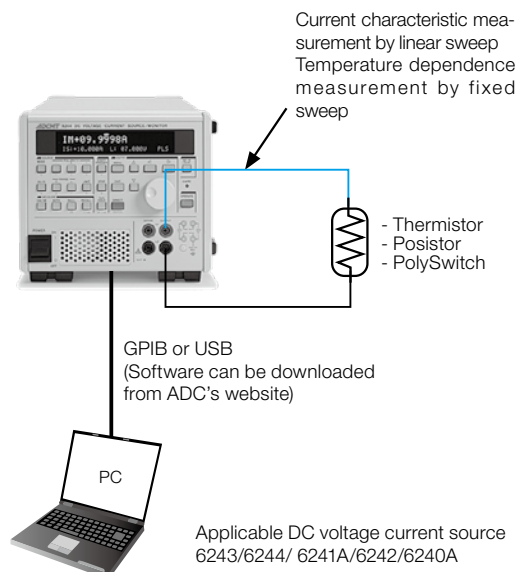 Current characteristic mea-
surement by linear sweep
Temperature dependence
measurement by fixed
sweep
IM+09.9998A
- Thermistor
- Posistor
- PolySwitch
GPIB or USB
(Software can be downloaded
from ADC's website)
PC
Applicable DC voltage current source
6243/6244/ 6241A/6242/6240A